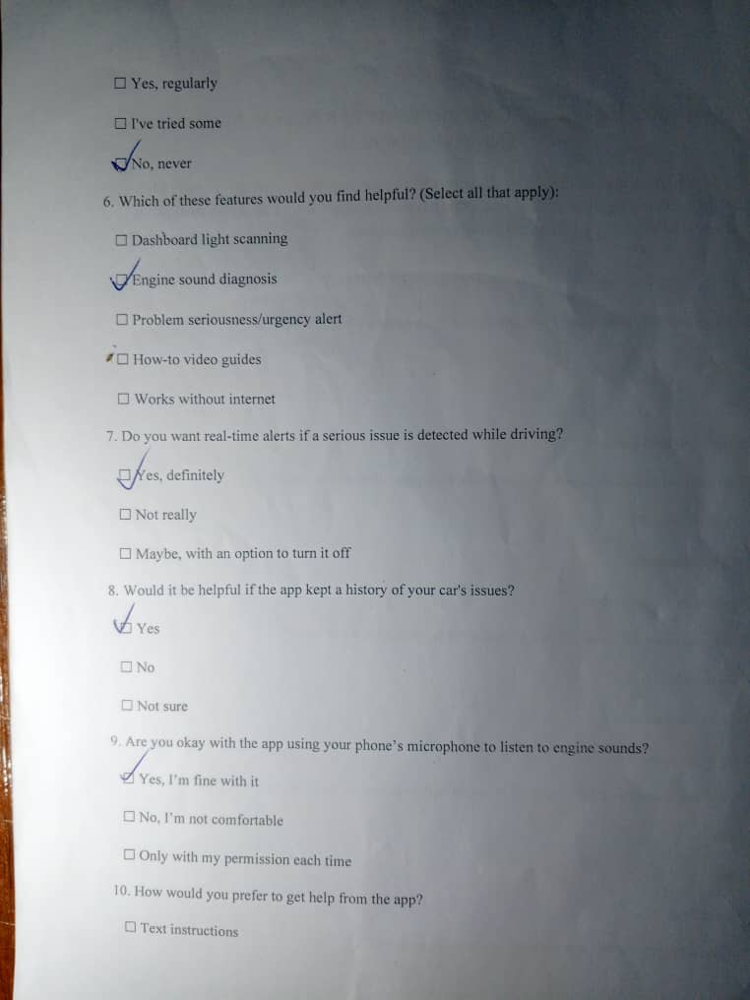 ☐ Yes, regularly
☐ I've tried some
☑ No, never
6. Which of these features would you find helpful? (Select all that apply):
☐ Dashboard light scanning
☑ Engine sound diagnosis
☐ Problem seriousness/urgency alert
☐ How-to video guides
☐ Works without internet
7. Do you want real-time alerts if a serious issue is detected while driving?
☑ Yes, definitely
☐ Not really
☐ Maybe, with an option to turn it off
8. Would it be helpful if the app kept a history of your car's issues?
☑ Yes
☐ No
☐ Not sure
9. Are you okay with the app using your phone’s microphone to listen to engine sounds?
☑ Yes, I’m fine with it
☐ No, I’m not comfortable
☐ Only with my permission each time
10. How would you prefer to get help from the app?
☐ Text instructions